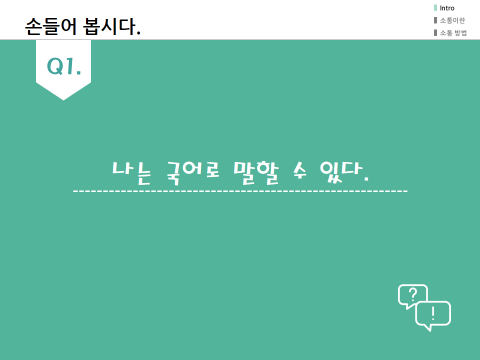 손들어 봅시다.
Intro
소통이란
소통 방법
Q1.
나는 국어로 말할 수 있다.
?
!